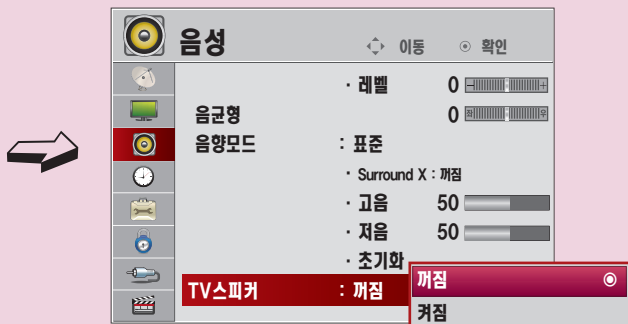 음성 이동 확인
· 레벨 0 - +
음균형 0 좌 우
음향모드 : 표준
· Surround X : 꺼짐
· 고음 50
· 저음 50
· 초기화
TV스피커 : 꺼짐 꺼짐
켜짐